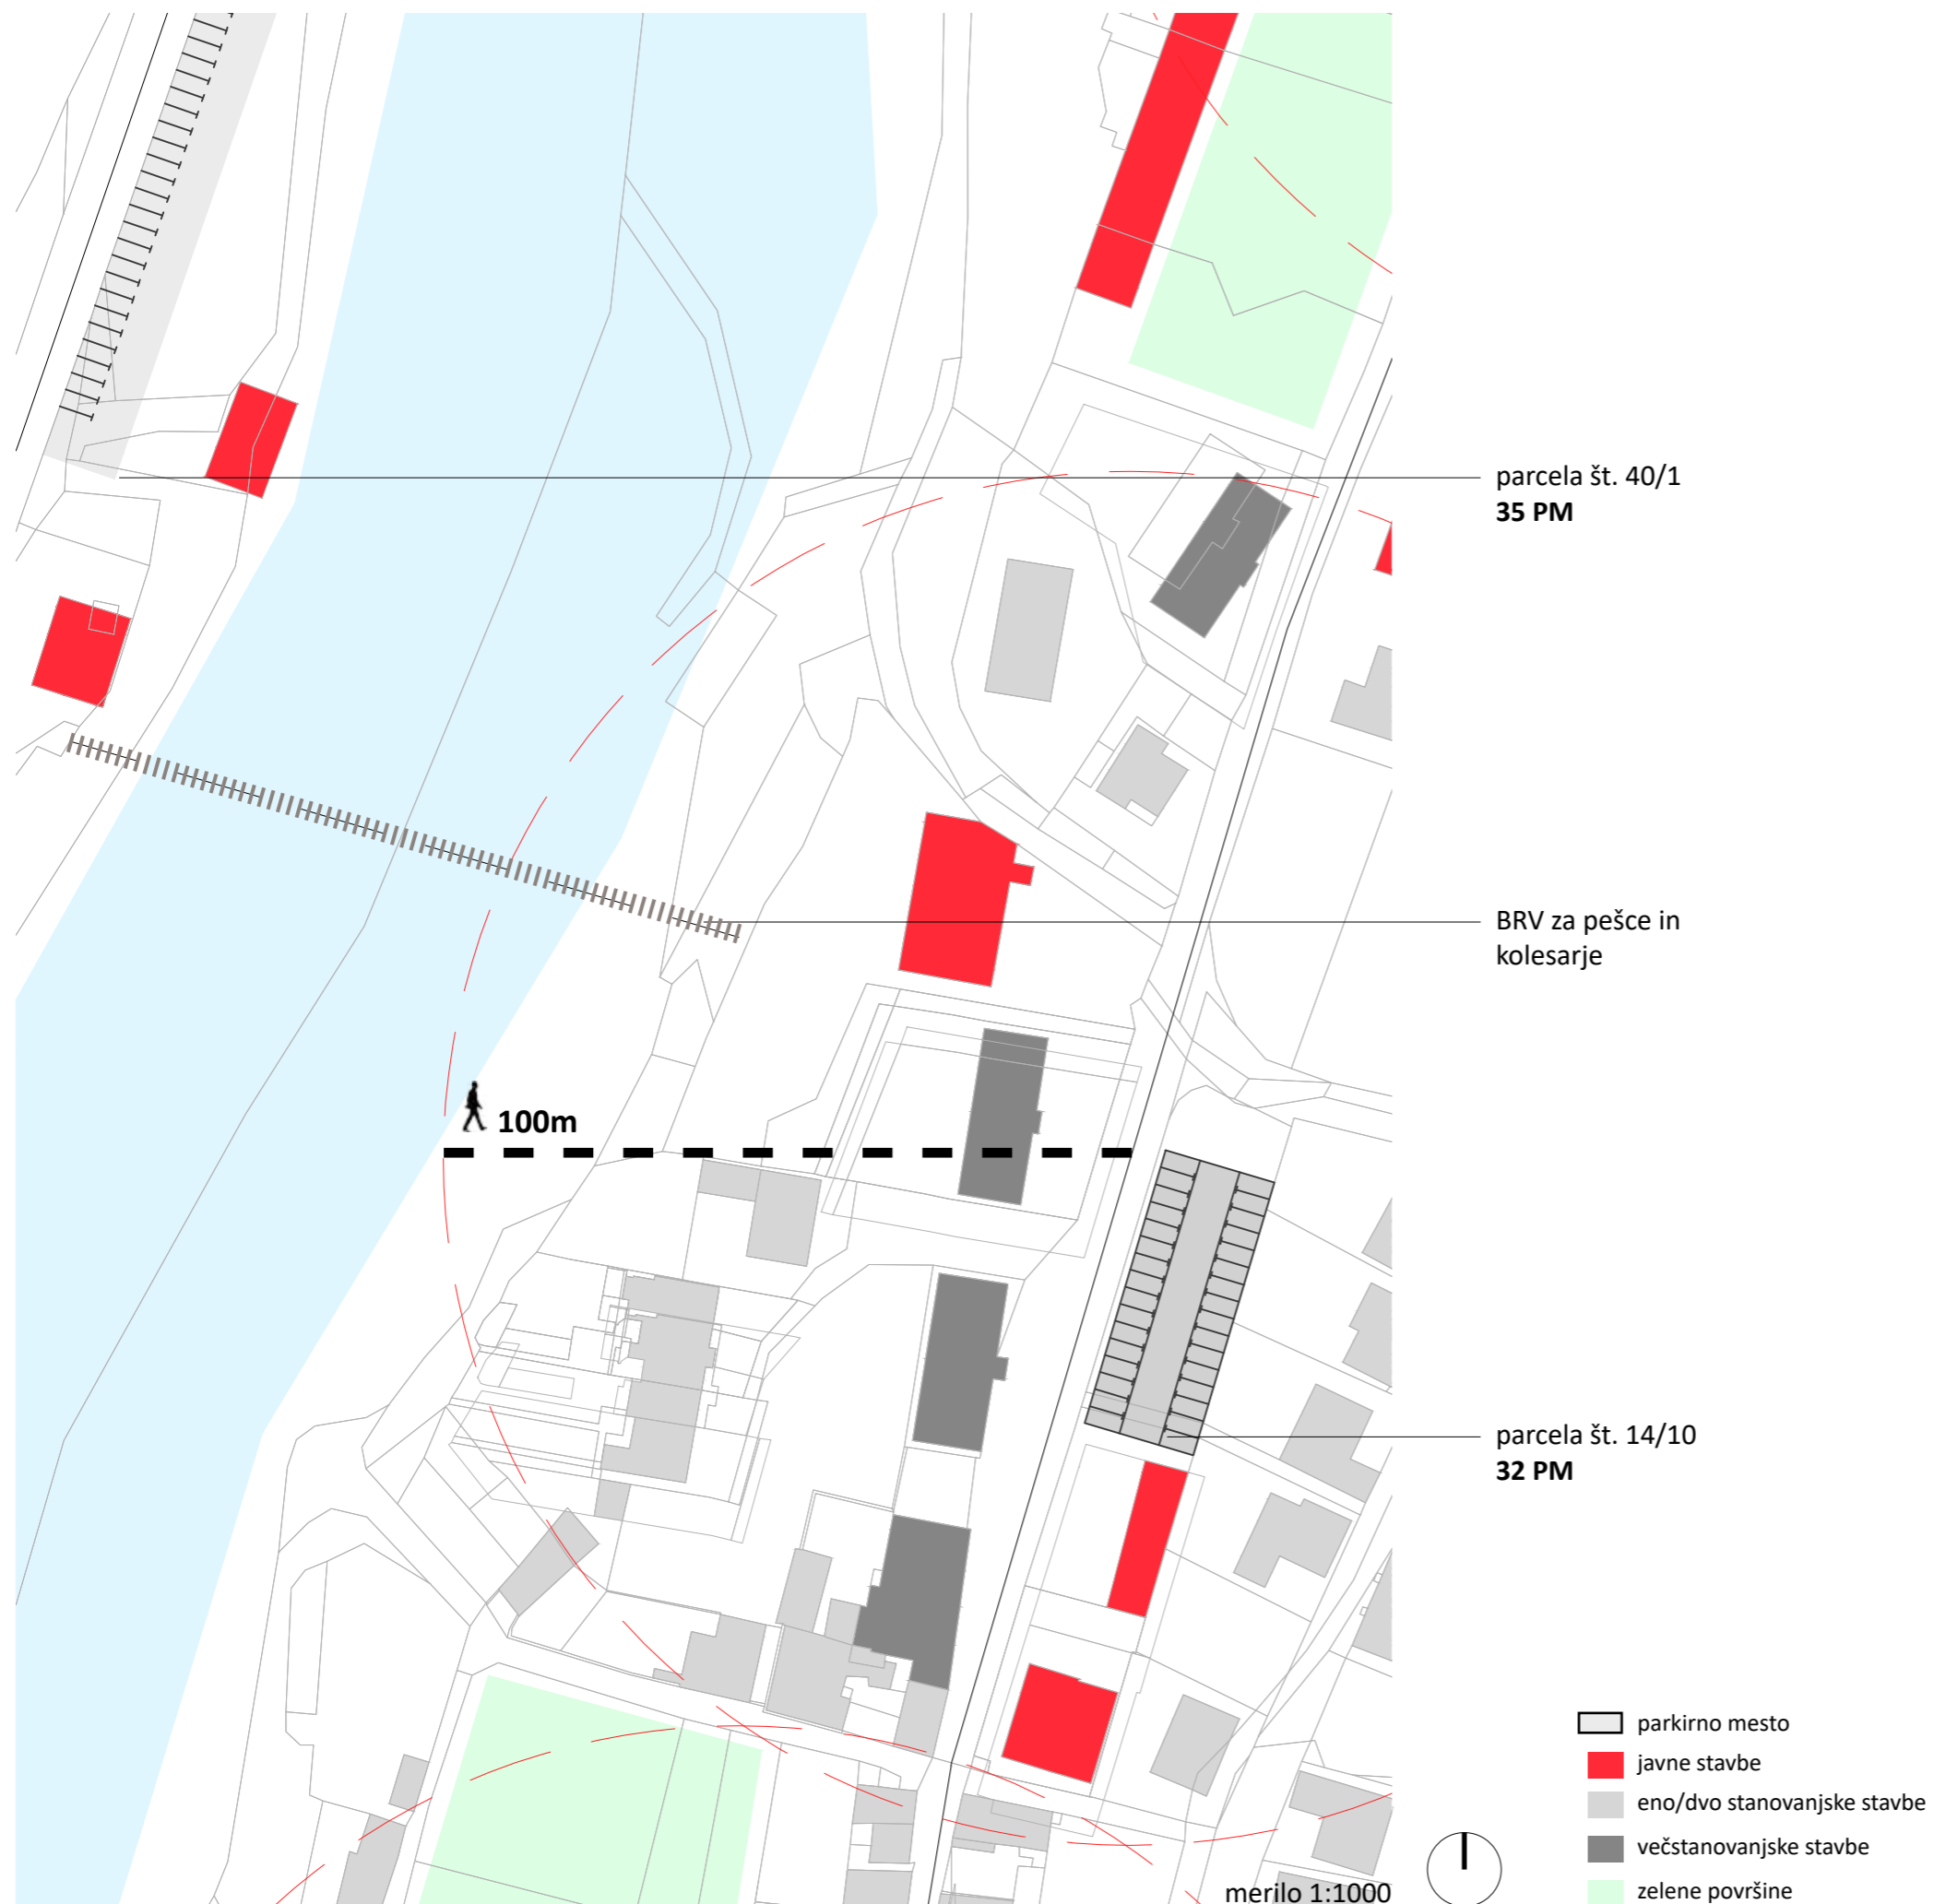 parcela št. 40/1
35 PM
BRV za pešce in
kolesarje
100m
parcela št. 14/10
32 PM
parkirno mesto
javne stavbe
eno/dvo stanovanjske stavbe
večstanovanjske stavbe
zelene površine
merilo 1:1000